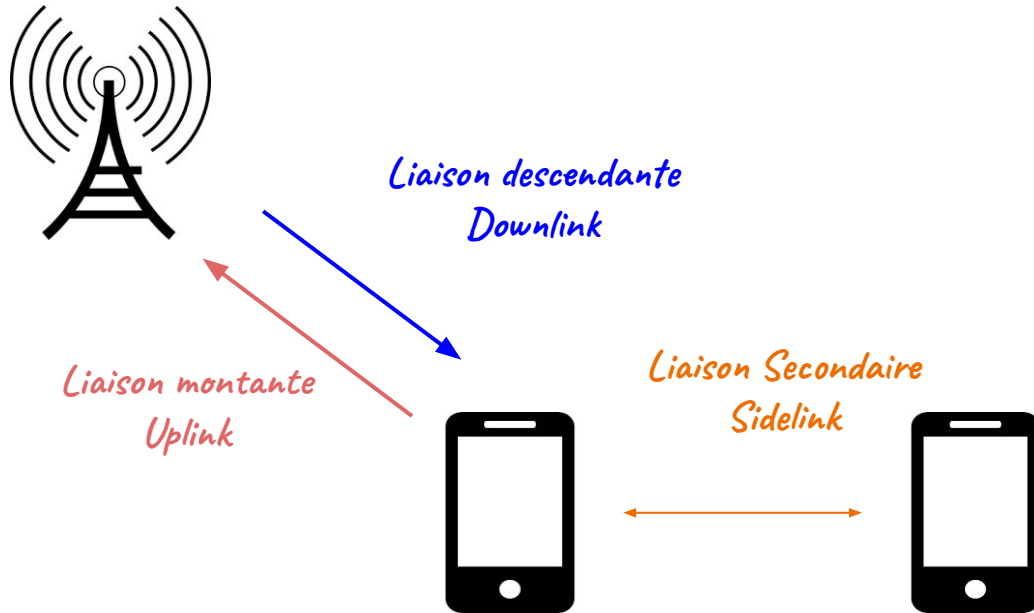 Liaison descendante
Downlink
Liaison montante
Uplink
Liaison Secondaire
Sidelink